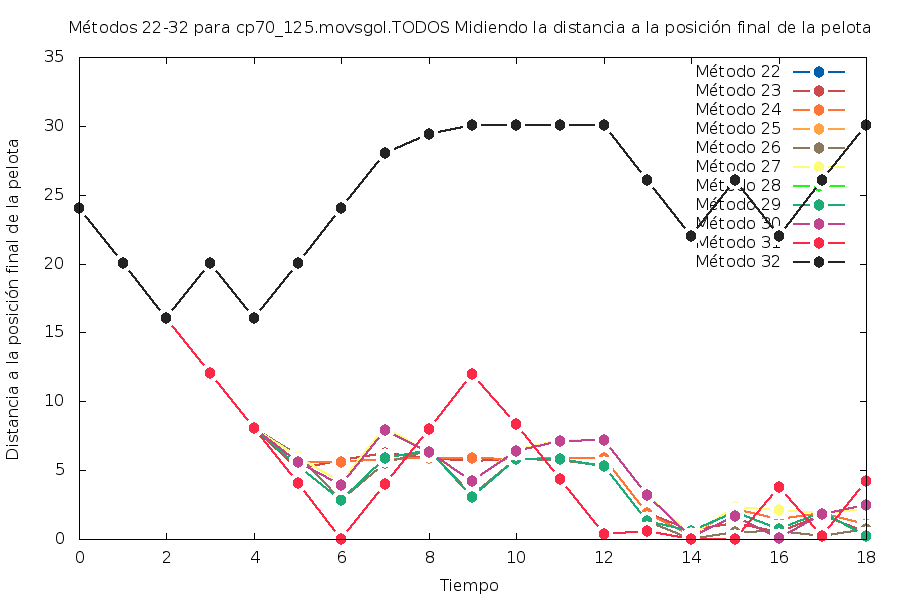 Métodos 22-32 para cp70_125.movsgol.TODOS Midiendo la distancia a la posición final de la pelota
Distancia a la posición final de la pelota
35
30
25
20
15
10
5
0
Método 22
Método 23
Método 24
Método 25
Método 26
Método 27
Método 28
Método 29
Método 30
Método 31
Método 32
0 2 4 6 8 10 12 14 16 18
Tiempo